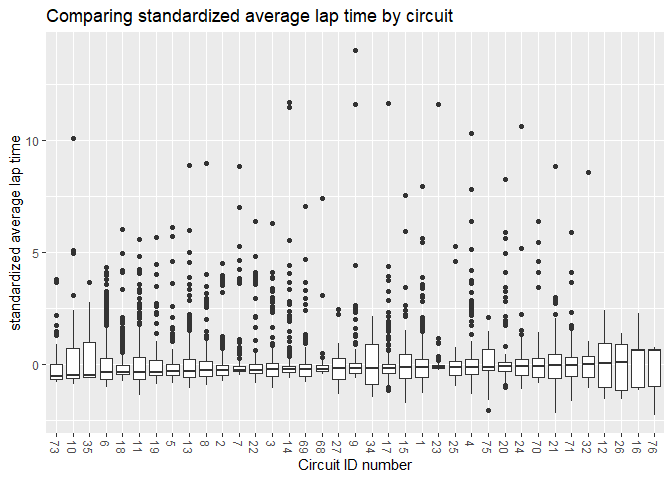 Comparing standardized average lap time by circuit
standardized average lap time
10
5
0
73 10 35 6 18 11 19 5 13 8 2 7 22 3 14 69 68 27 9 34 17 15 1 23 25 4 75 20 24 70 21 71 32 12 26 16 76
Circuit ID number